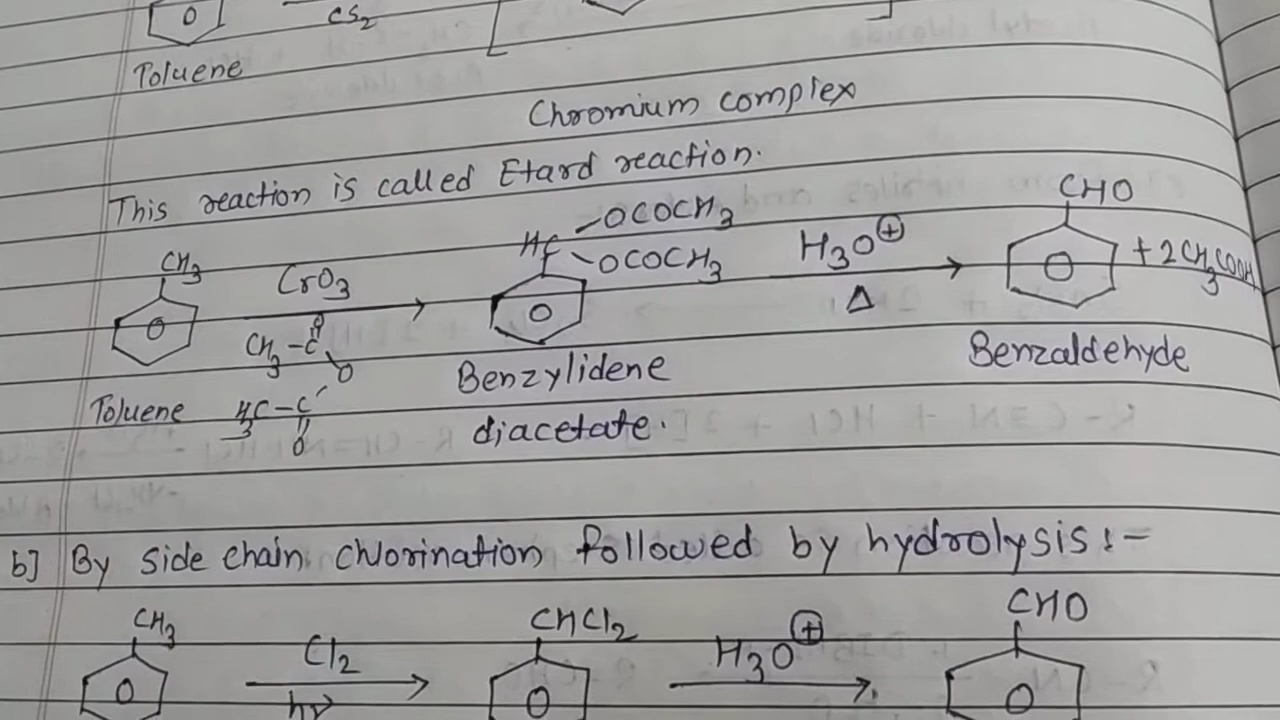 CS2
Toluene
Chromium complex
This reaction is called Etard reaction.
CH3 CrO3 HC OCOCH3 OCOCH3 H3O⊕ Δ CHO + 2CH3COOH
CH3-C O O
Toluene H3C-C O Benzylidene Benzaldehyde
diacetate.
b] By side chain chlorination followed by hydrolysis:-
CH3 Cl2 CHCl2 H3O⊕ CHO
hν